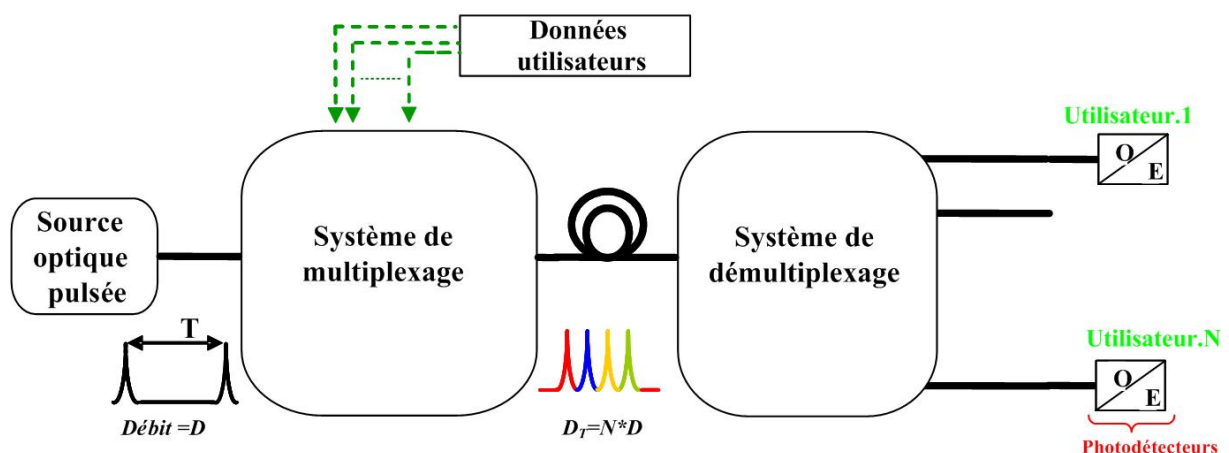 Données
utilisateurs
Utilisateur.1
O
E
Source
optique
pulsée
Système de
multiplexage
Système de
démultiplexage
T
Utilisateur.N
O
E
Débit =D
D_T=N*D
Photodétecteurs